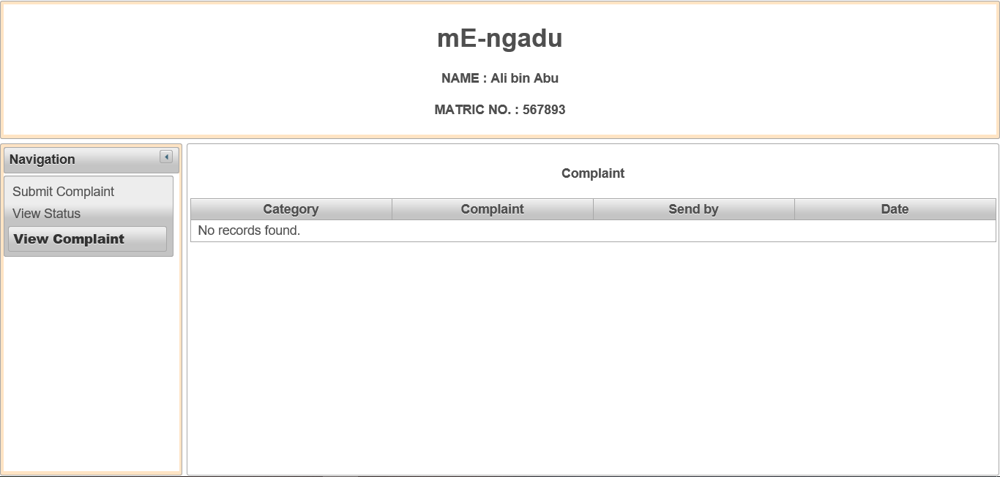 mE-ngadu
NAME : Ali bin Abu
MATRIC NO. : 567893
Navigation
Submit Complaint
View Status
View Complaint
Complaint
Category Complaint Send by Date
No records found.